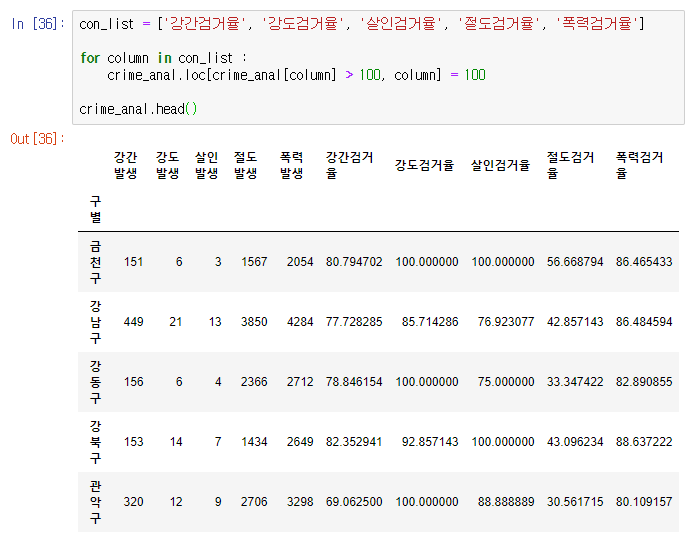 In [36]: con_list = ['강간검거율', '강도검거율', '살인검거율', '절도검거율', '폭력검거율']
for column in con_list :
crime_anal.loc[crime_anal[column] > 100, column] = 100
crime_anal.head()
Out[36]:
강간발생 강도발생 살인발생 절도발생 폭력발생 강간검거율 강도검거율 살인검거율 절도검거율 폭력검거율
구별
금천구 151 6 3 1567 2054 80.794702 100.000000 100.000000 56.668794 86.465433
강남구 449 21 13 3850 4284 77.728285 85.714286 76.923077 42.857143 86.484594
강동구 156 6 4 2366 2712 78.846154 100.000000 75.000000 33.347422 82.890855
강북구 153 14 7 1434 2649 82.352941 92.857143 100.000000 43.096234 88.637222
관악구 320 12 9 2706 3298 69.062500 100.000000 88.888889 30.561715 80.109157